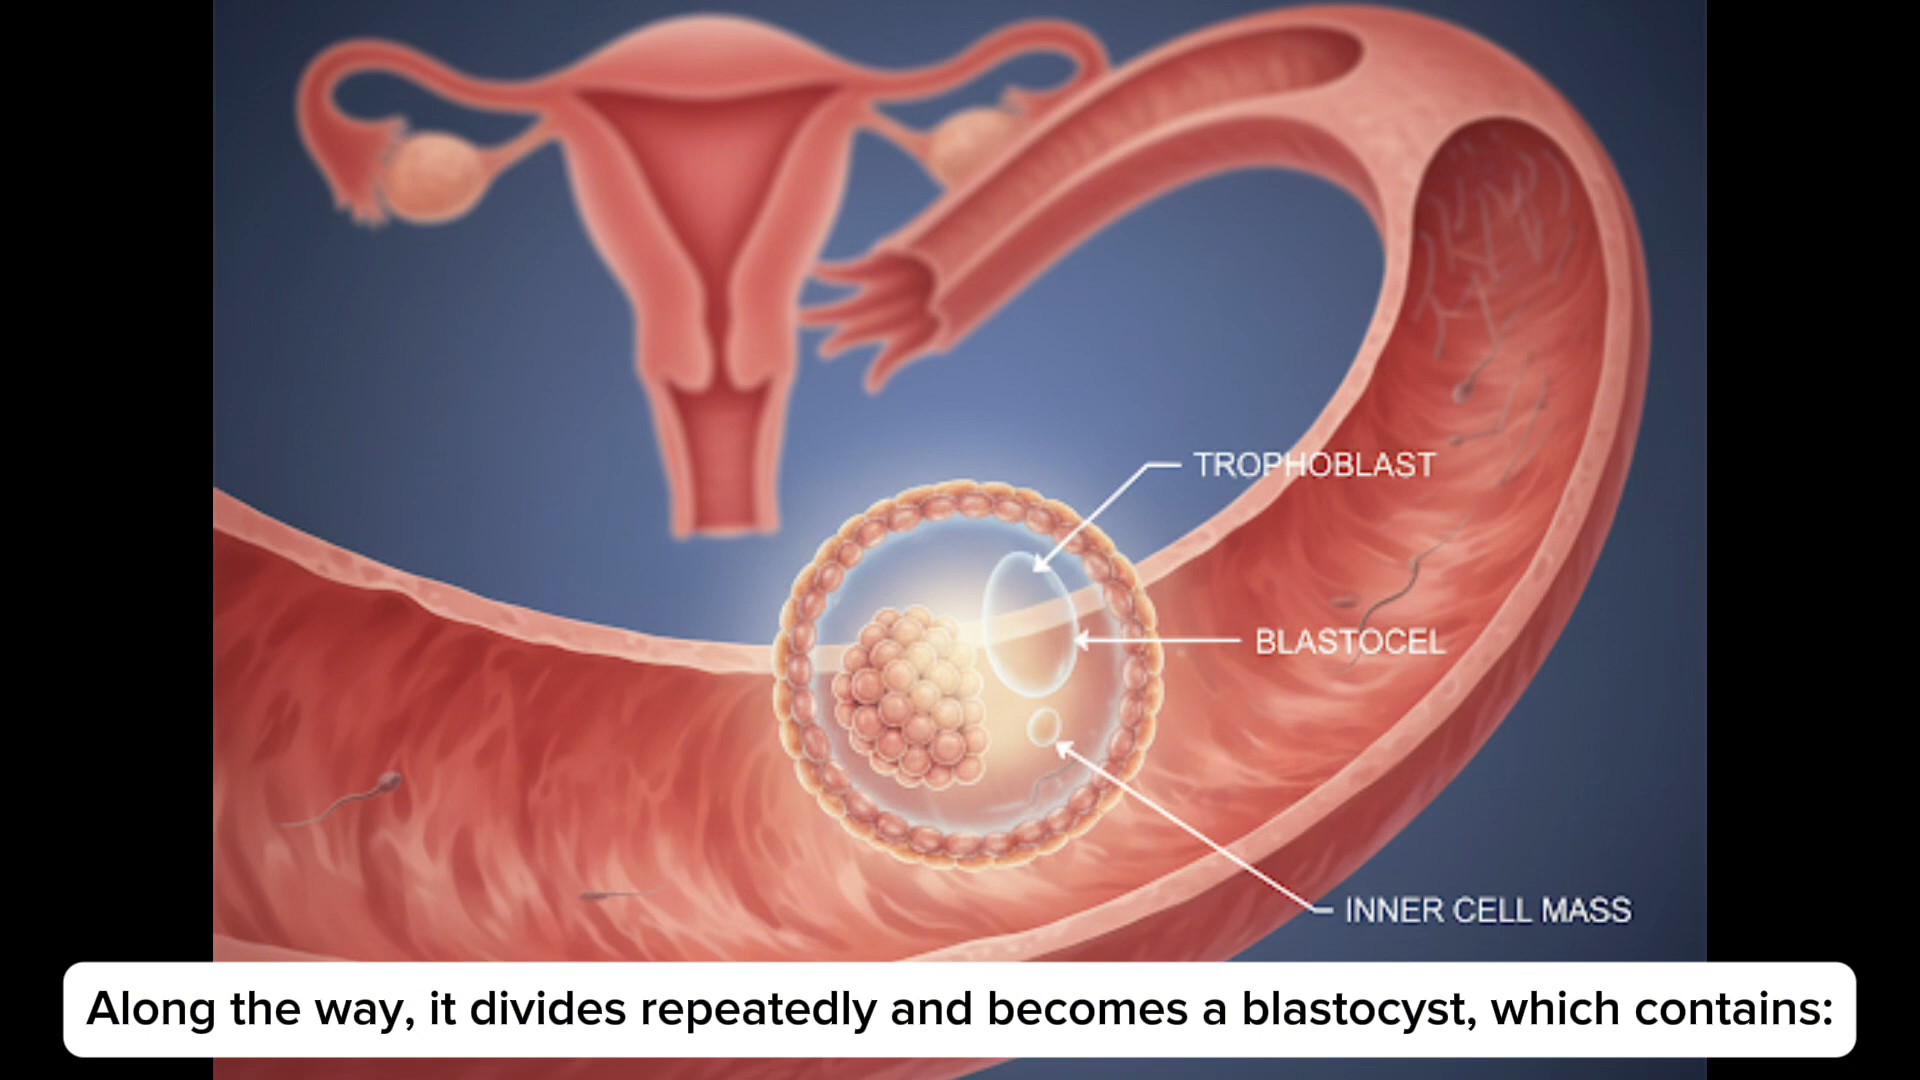 TROPHOBLAST
BLASTOCEL
INNER CELL MASS
Along the way, it divides repeatedly and becomes a blastocyst, which contains: